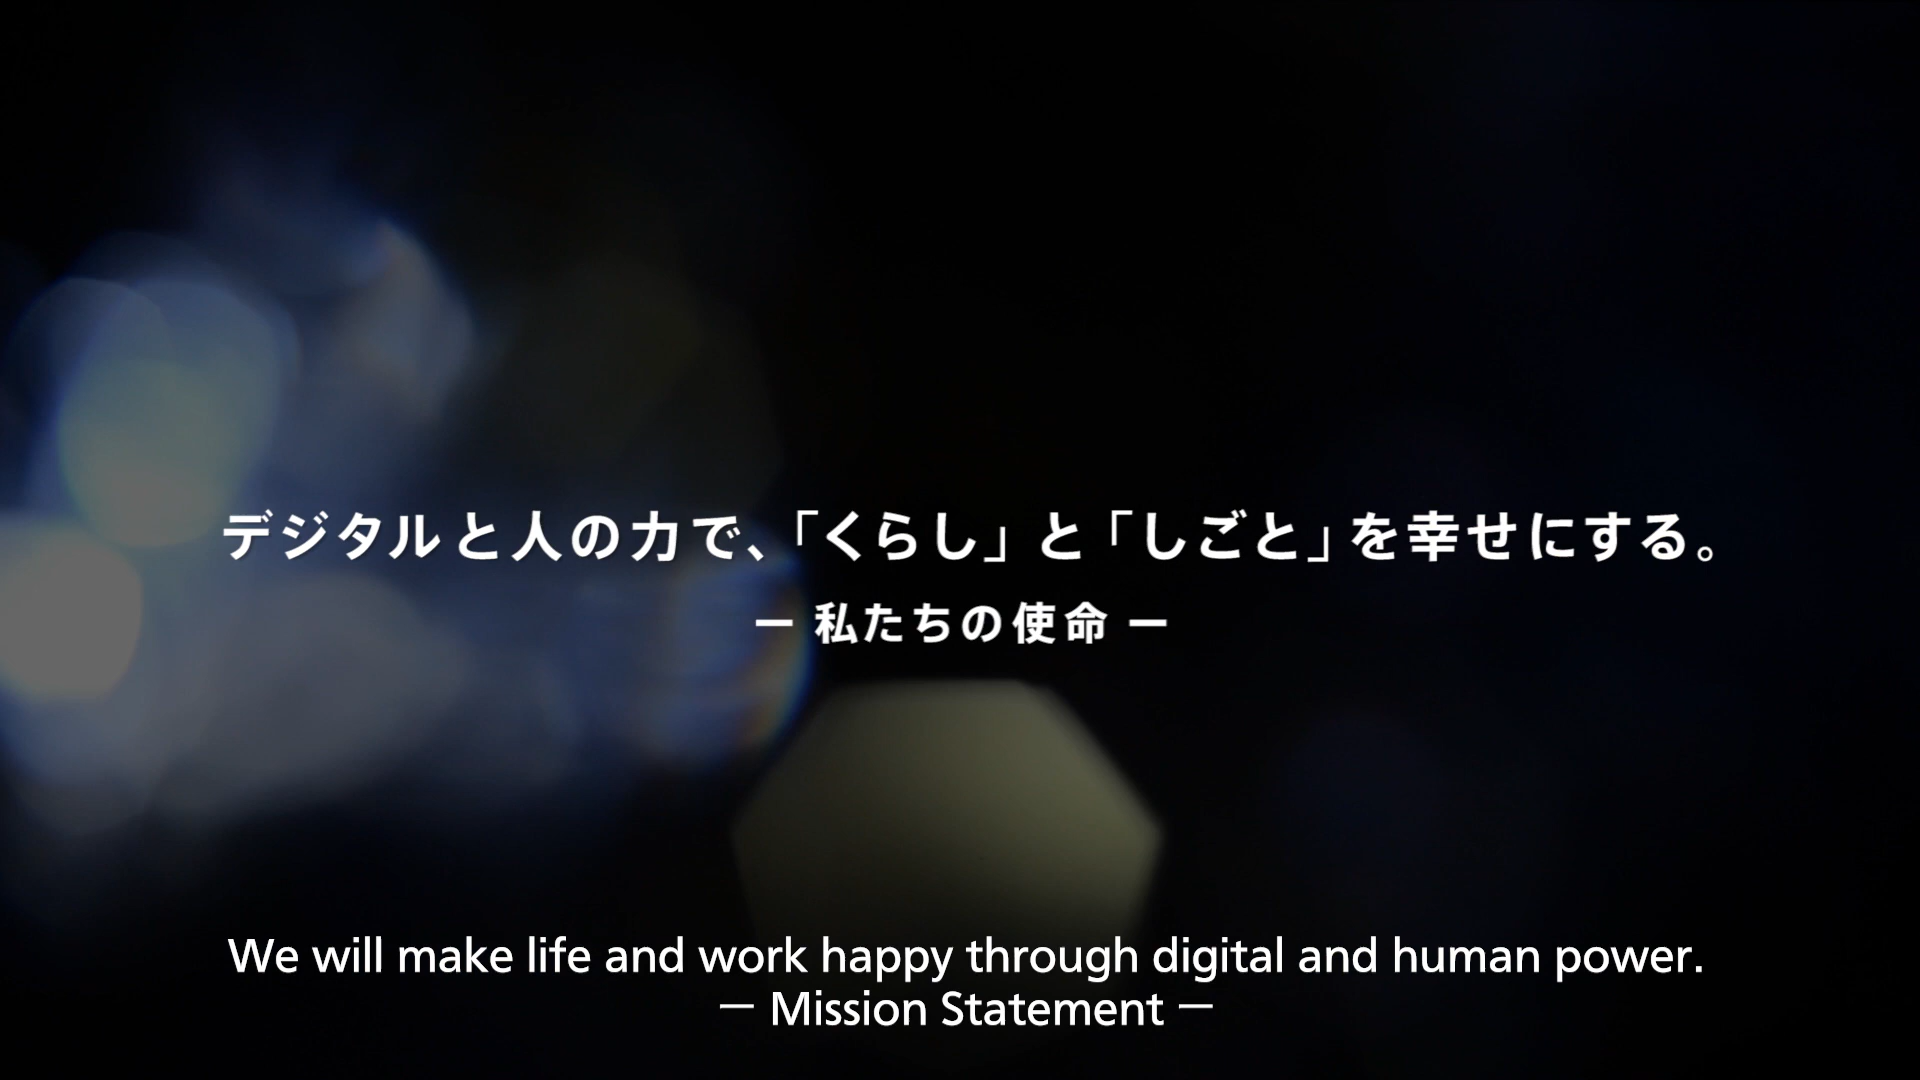 デジタルと人の力で、「くらし」と「しごと」を幸せにする。
ー 私たちの使命 ー
We will make life and work happy through digital and human power.
— Mission Statement —